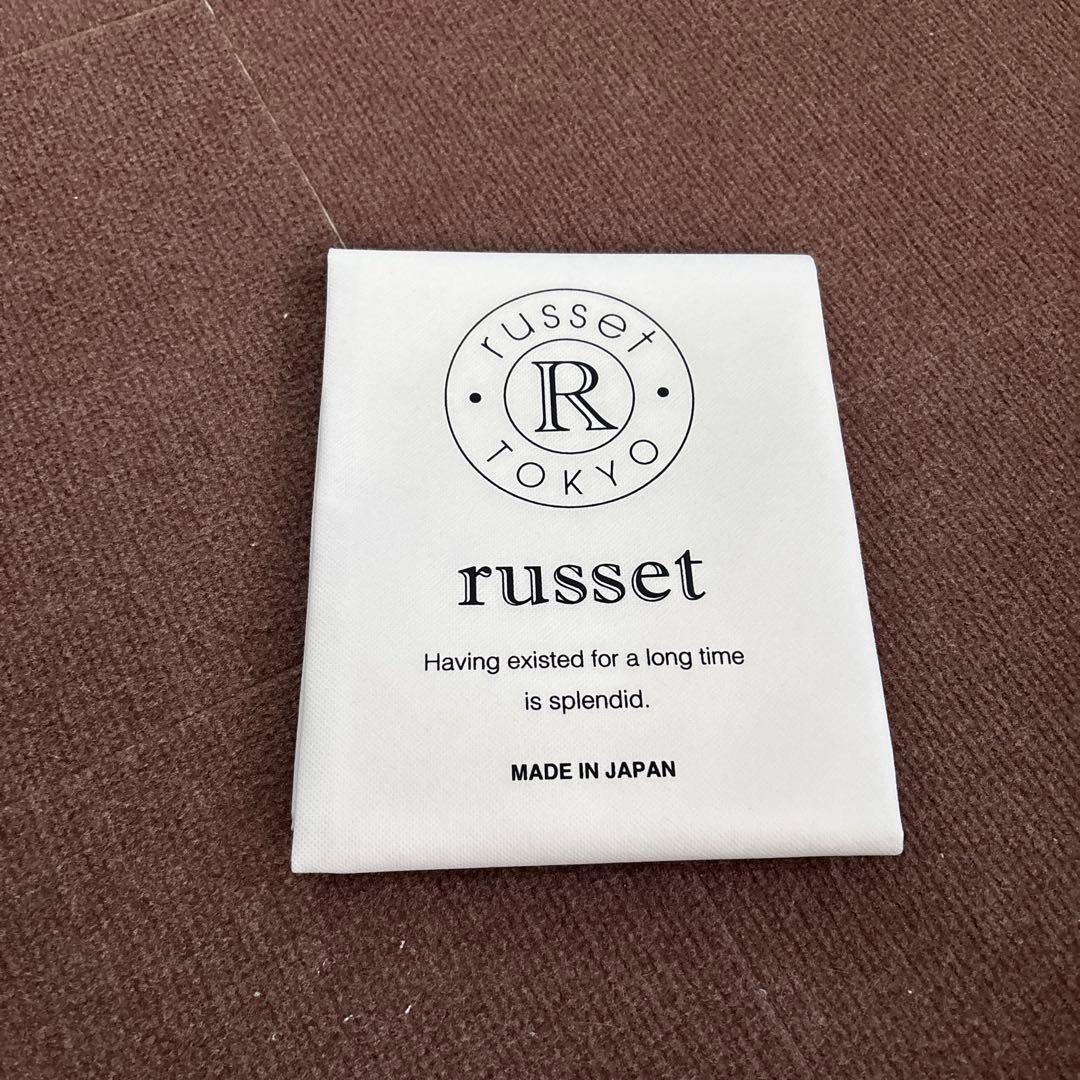 russet
R
TOKYO
russet
Having existed for a long time
is splendid.
MADE IN JAPAN